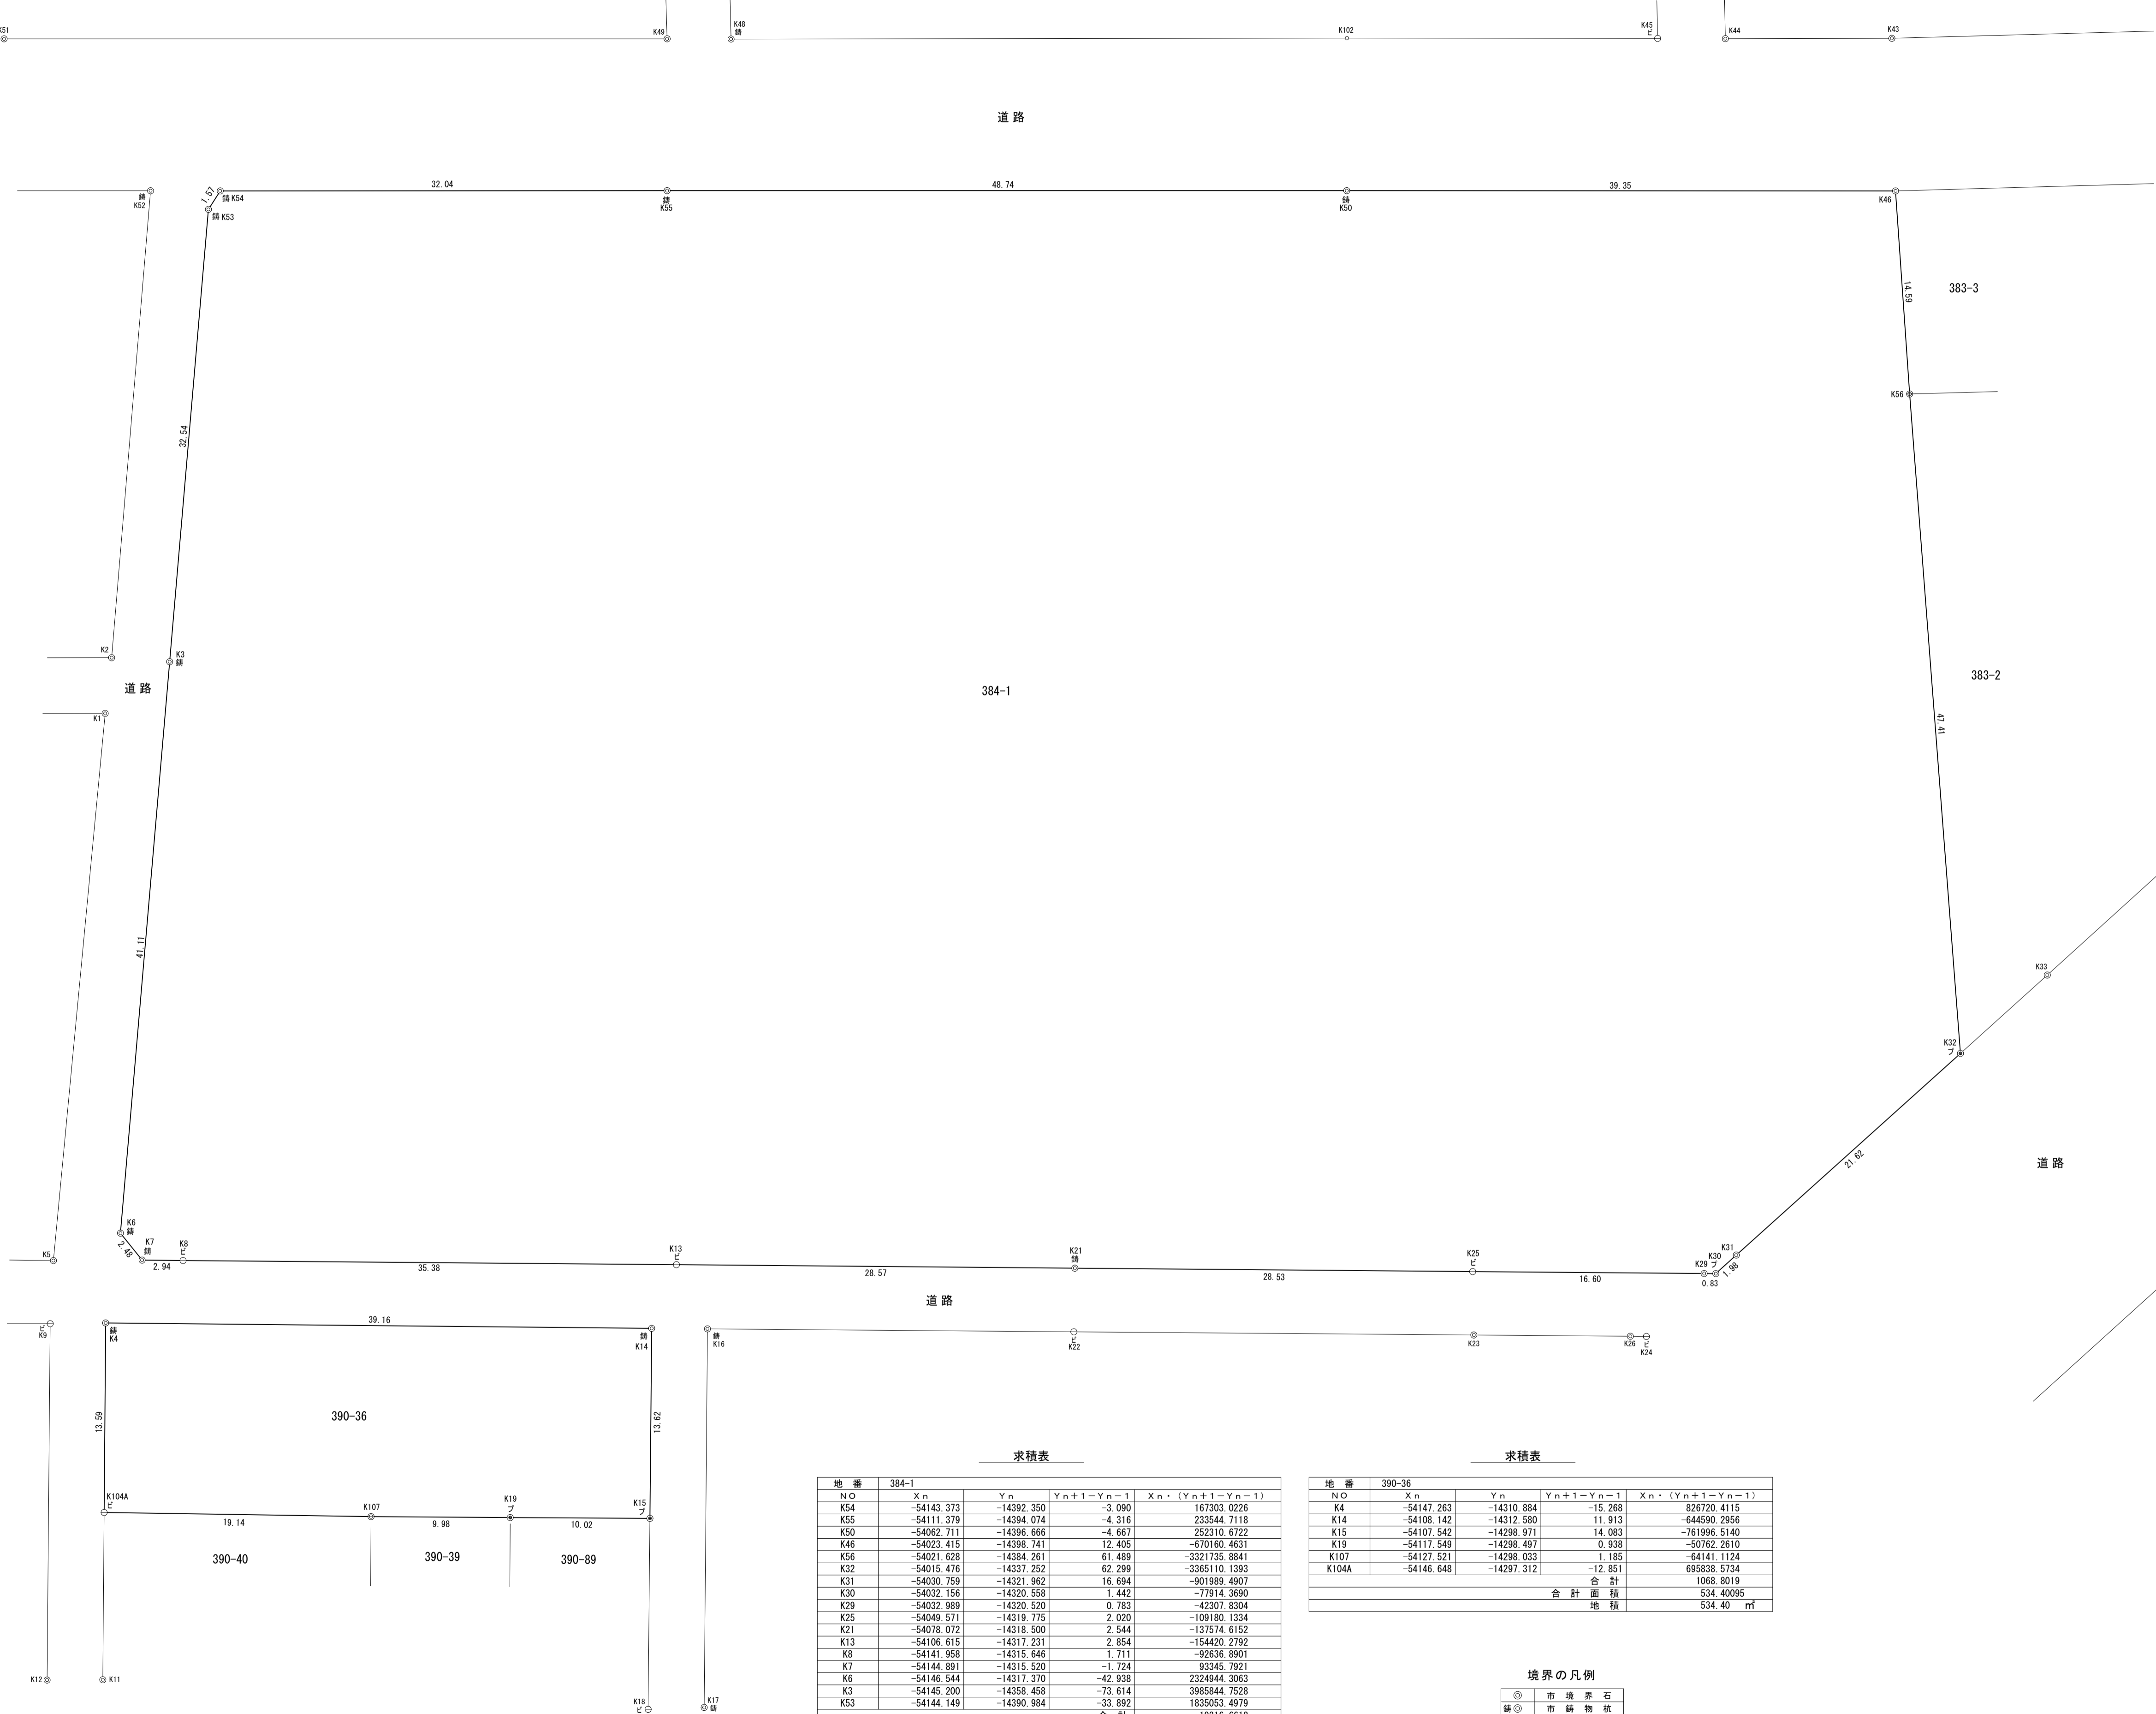 K51
K49
K48
鋳
K102
K45
ビ
K44
K43
道 路
鋳
K52
1.57
鋳 K54
鋳 K53
32.04
鋳
K55
48.74
鋳
K50
39.35
K46
14.59
383-3
K56
32.54
K2
K3
鋳
道 路
K1
384-1
383-2
47.41
41.11
K33
K32
ブ
21.62
道 路
K6
鋳
2.48
K5
K7
鋳
2.94
K8
ビ
35.38
K13
ビ
28.57
K21
鋳
28.53
K25
ビ
16.60
K29
K30
ブ
K31
0.83
1.98
道 路
ビ
K9
鋳
K4
39.16
鋳
K14
鋳
K16
ビ
K22
K23
K26
ビ
K24
13.59
390-36
13.62
K104A
ビ
19.14
K107
9.98
K19
ブ
10.02
K15
ブ
390-40
390-39
390-89
K12
K11
K18
ビ
K17
鋳
求積表
地 番 384-1
NO Xn Yn Yn+1-Yn-1 Xn・(Yn+1-Yn-1)
K54 -54143.373 -14392.350 -3.090 167303.0226
K55 -54111.379 -14394.074 -4.316 233544.7118
K50 -54062.711 -14396.666 -4.667 252310.6722
K46 -54023.415 -14398.741 12.405 -670160.4631
K56 -54021.628 -14384.261 61.489 -3321735.8841
K32 -54015.476 -14337.252 62.299 -3365110.1393
K31 -54030.759 -14321.962 16.694 -901989.4907
K30 -54032.156 -14320.558 1.442 -77914.3690
K29 -54032.989 -14320.520 0.783 -42307.8304
K25 -54049.571 -14319.775 2.020 -109180.1334
K21 -54078.072 -14318.500 2.544 -137574.6152
K13 -54106.615 -14317.231 2.854 -154420.2792
K8 -54141.958 -14315.646 1.711 -92636.8901
K7 -54144.891 -14315.520 -1.724 93345.7921
K6 -54146.544 -14317.370 -42.938 2324944.3063
K3 -54145.200 -14358.458 -73.614 3985844.7528
K53 -54144.149 -14390.984 -33.892 1835053.4979
求積表
地 番 390-36
NO Xn Yn Yn+1-Yn-1 Xn・(Yn+1-Yn-1)
K4 -54147.263 -14310.884 -15.268 826720.4115
K14 -54108.142 -14312.580 11.913 -644590.2956
K15 -54107.542 -14298.971 14.083 -761996.5140
K19 -54117.549 -14298.497 0.938 -50762.2610
K107 -54127.521 -14298.033 1.185 -64141.1124
K104A -54146.648 -14297.312 -12.851 695838.5734
合 計 1068.8019
合 計 面 積 534.40095
地 積 534.40 ㎡
境界の凡例
◎ 市 境 界 石
鋳◎ 市 鋳 物 杭